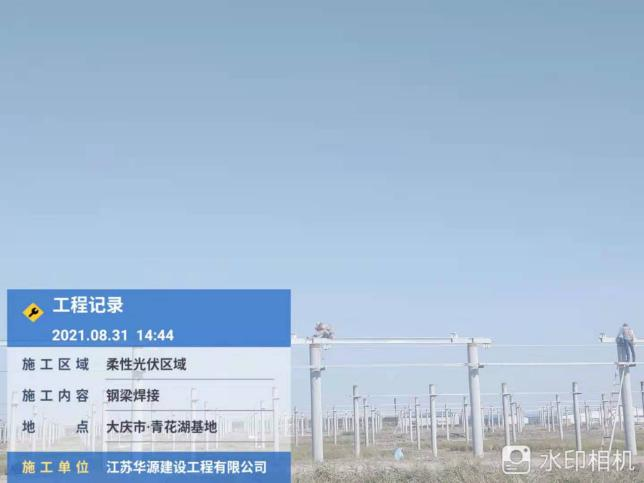 工程记录
2021.08.31 14:44
施工区域 柔性光伏区域
施工内容 钢梁焊接
地点 大庆市·青花湖基地
施工单位 江苏华源建设工程有限公司
水印相机